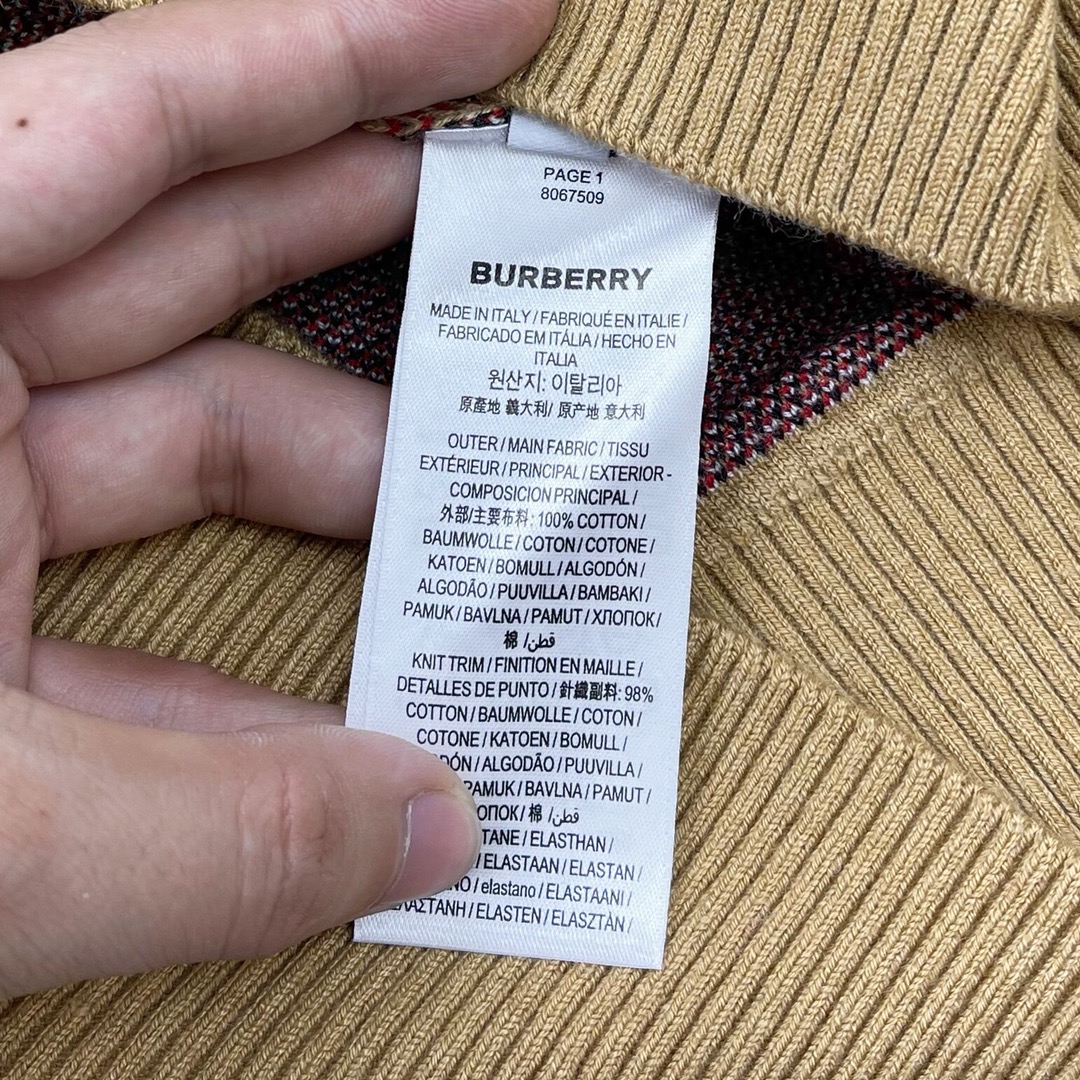 PAGE 1
8067509
BURBERRY
MADE IN ITALY / FABRIQUÉ EN ITALIE /
FABRICADO EM ITÁLIA / HECHO EN
ITALIA
원산지: 이탈리아
原產地 義大利/ 原产地 意大利
OUTER / MAIN FABRIC / TISSU
EXTÉRIEUR / PRINCIPAL / EXTERIOR -
COMPOSICION PRINCIPAL /
外部/主要布料: 100% COTTON /
BAUMWOLLE / COTON / COTONE /
KATOEN / BOMULL / ALGODÓN /
ALGODÃO / PUUVILLA / BAMBAKI /
PAMUK / BAVLNA / PAMUT / ХЛОПОК /
棉 / قطن/
KNIT TRIM / FINITION EN MAILLE /
DETALLES DE PUNTO / 針織副料: 98%
COTTON / BAUMWOLLE / COTON /
COTONE / KATOEN / BOMULL /
DÓN / ALGODÃO / PUUVILLA /
PAMUK / BAVLNA / PAMUT /
ОПОК / 棉 / قطن/
TANE / ELASTHAN /
/ ELASTAAN / ELASTAN /
NO / elastano / ELASTAANI /
ΕΛΑΣΤΑΝΗ / ELASTEN / ELASZTÀN /